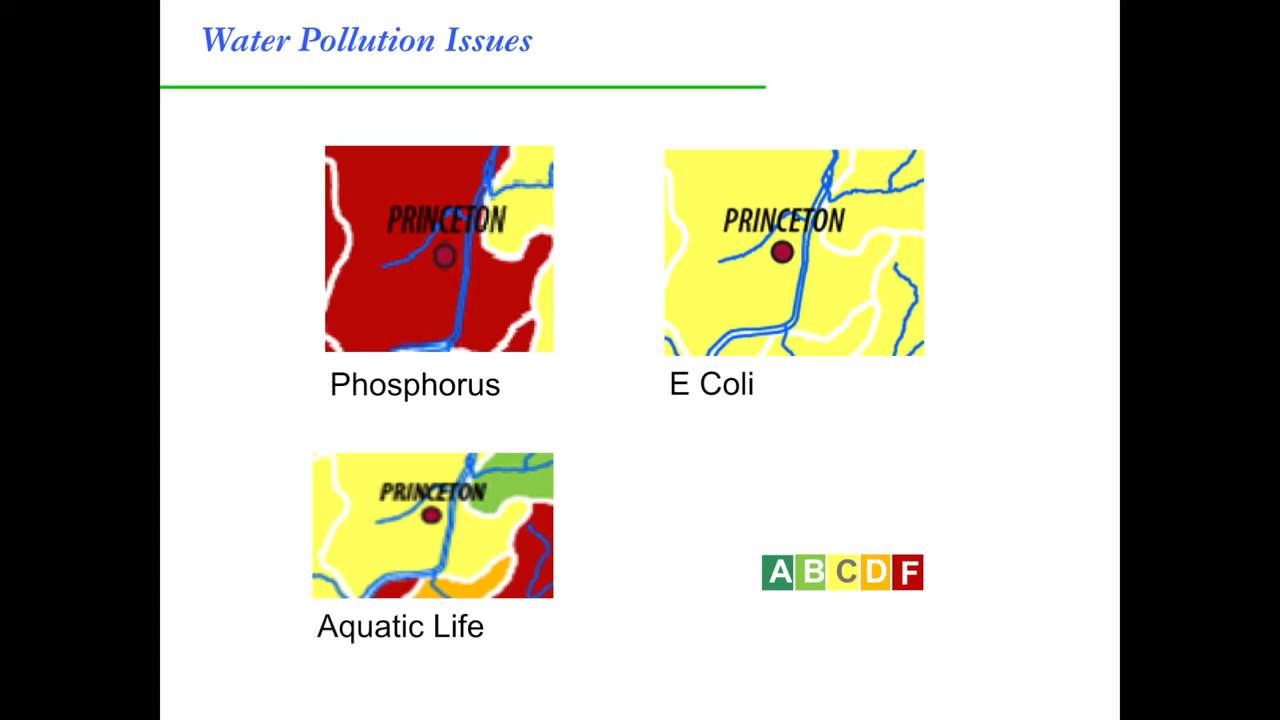 Water Pollution Issues
PRINCETON
PRINCETON
Phosphorus
E Coli
PRINCETON
Aquatic Life
A B C D F